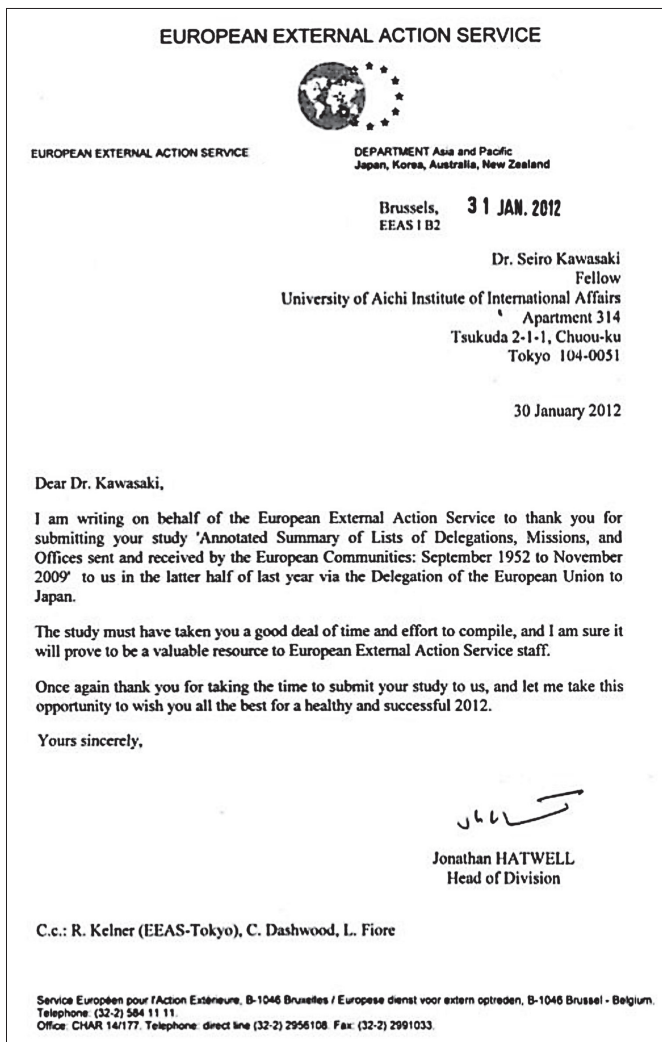 EUROPEAN EXTERNAL ACTION SERVICE
EUROPEAN EXTERNAL ACTION SERVICE
DEPARTMENT Asia and Pacific
Japan, Korea, Australia, New Zealand
Brussels, 31 JAN. 2012
EEAS I B2
Dr. Seiro Kawasaki
Fellow
University of Aichi Institute of International Affairs
Apartment 314
Tsukuda 2-1-1, Chuou-ku
Tokyo 104-0051
30 January 2012
Dear Dr. Kawasaki,
I am writing on behalf of the European External Action Service to thank you for
submitting your study 'Annotated Summary of Lists of Delegations, Missions, and
Offices sent and received by the European Communities: September 1952 to November
2009' to us in the latter half of last year via the Delegation of the European Union to
Japan.
The study must have taken you a good deal of time and effort to compile, and I am sure it
will prove to be a valuable resource to European External Action Service staff.
Once again thank you for taking the time to submit your study to us, and let me take this
opportunity to wish you all the best for a healthy and successful 2012.
Yours sincerely,
Jonathan HATWELL
Head of Division
C.c.: R. Kelner (EEAS-Tokyo), C. Dashwood, L. Fiore
Service Européen pour l'Action Extérieure, B-1046 Bruxelles / Europese dienst voor extern optreden, B-1046 Brussel - Belgium.
Telephone: (32-2) 584 11 11.
Office: CHAR 14/177. Telephone: direct line (32-2) 2956108. Fax: (32-2) 2991033.